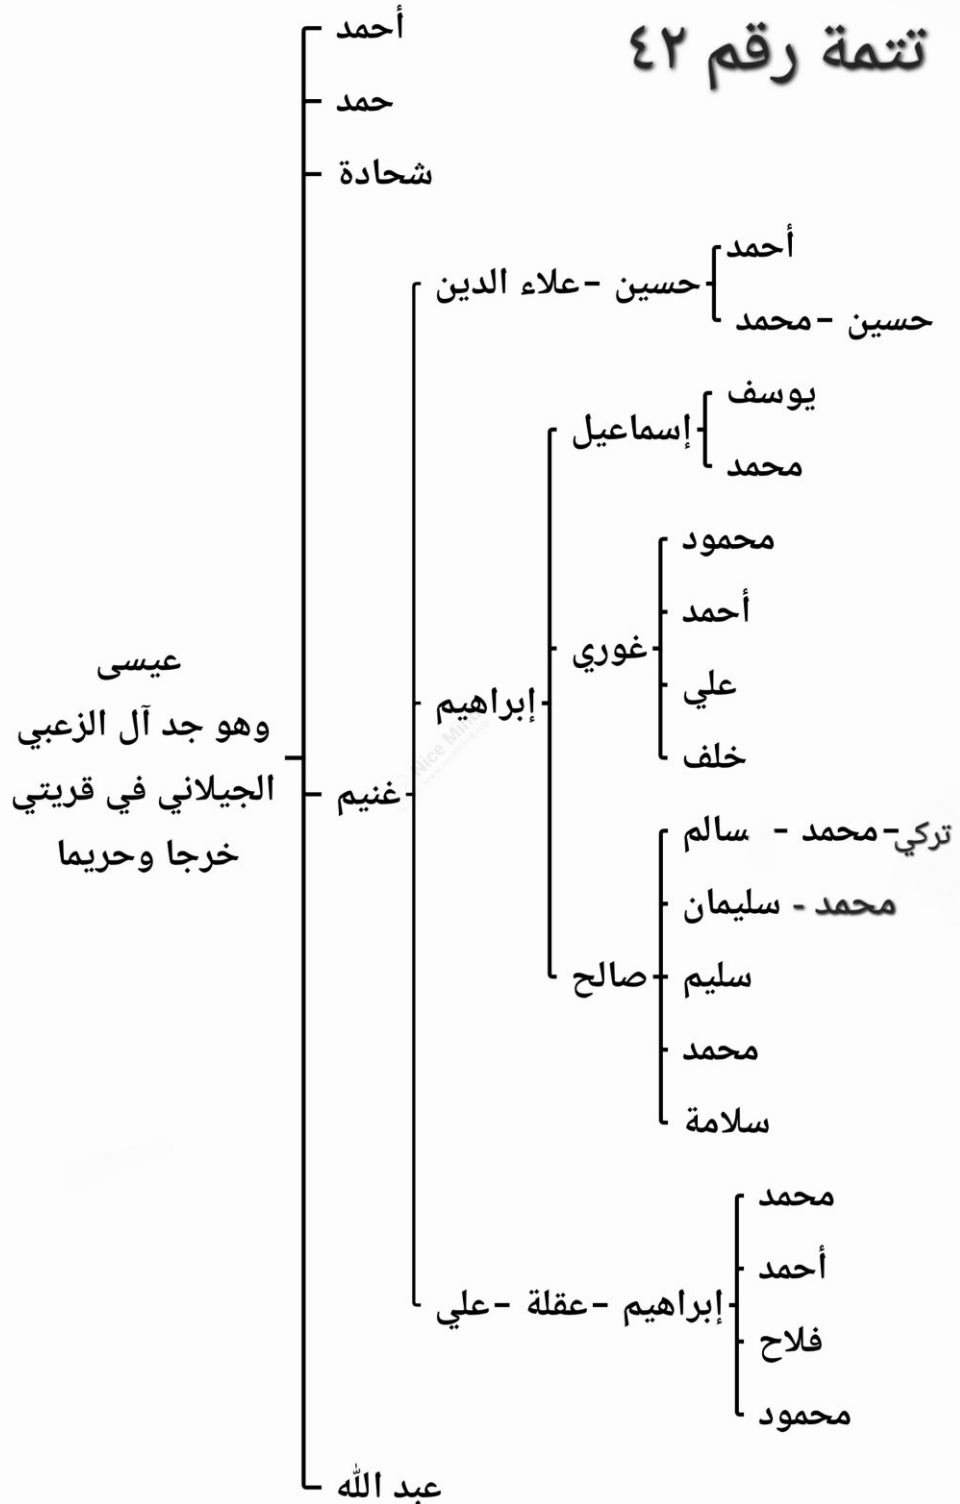 تتمة رقم ٤٢
أحمد
حمد
شحادة
أحمد
علاء الدين - حسين
محمد - حسين
يوسف
إسماعيل
محمد
محمود
أحمد
غوري
علي
عيسى
وهو جد آل الزعبي
الجيلاني في قريتي
خرجا وحريما
إبراهيم
خلف
غنيم
سالم - محمد - تركي
سليمان - محمد
صالح
سليم
محمد
سلامة
محمد
أحمد
علي - عقلة - إبراهيم
فلاح
محمود
عبد الله
Nice Mind